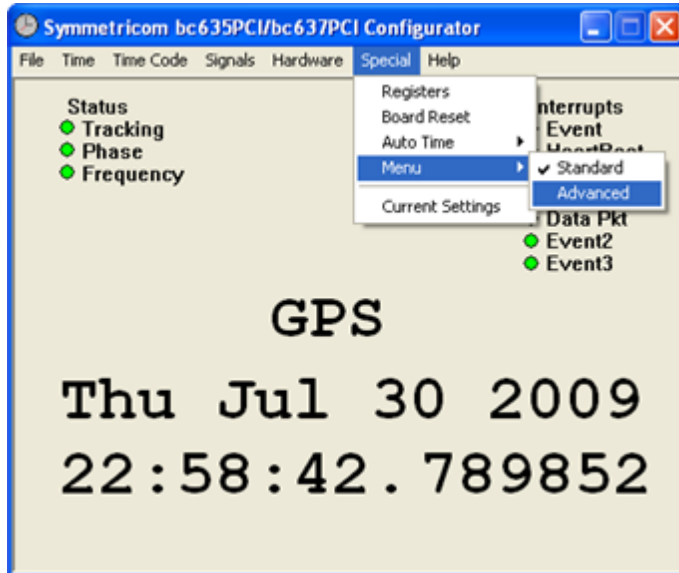 Symmetricom bc635PCI/bc637PCI Configurator
File Time Time Code Signals Hardware Special Help
Status
Tracking
Phase
Frequency
Registers
Board Reset
Auto Time
Menu
Current Settings
Standard
Advanced
nterrupts
Event
HeartBeat
Data Pkt
Event2
Event3
GPS
Thu Jul 30 2009
22:58:42.789852